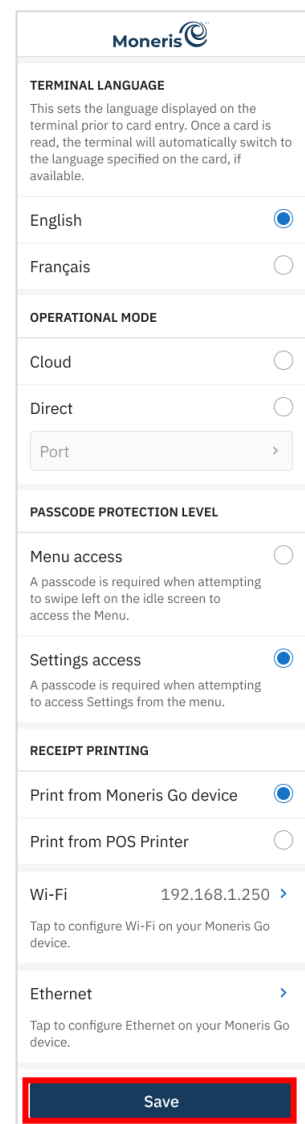 Moneris
TERMINAL LANGUAGE
This sets the language displayed on the
terminal prior to card entry. Once a card is
read, the terminal will automatically switch to
the language specified on the card, if
available.
English
Français
OPERATIONAL MODE
Cloud
Direct
Port
PASSCODE PROTECTION LEVEL
Menu access
A passcode is required when attempting
to swipe left on the idle screen to
access the Menu.
Settings access
A passcode is required when attempting
to access Settings from the menu.
RECEIPT PRINTING
Print from Moneris Go device
Print from POS Printer
Wi-Fi 192.168.1.250
Tap to configure Wi-Fi on your Moneris Go
device.
Ethernet
Tap to configure Ethernet on your Moneris Go
device.
Save